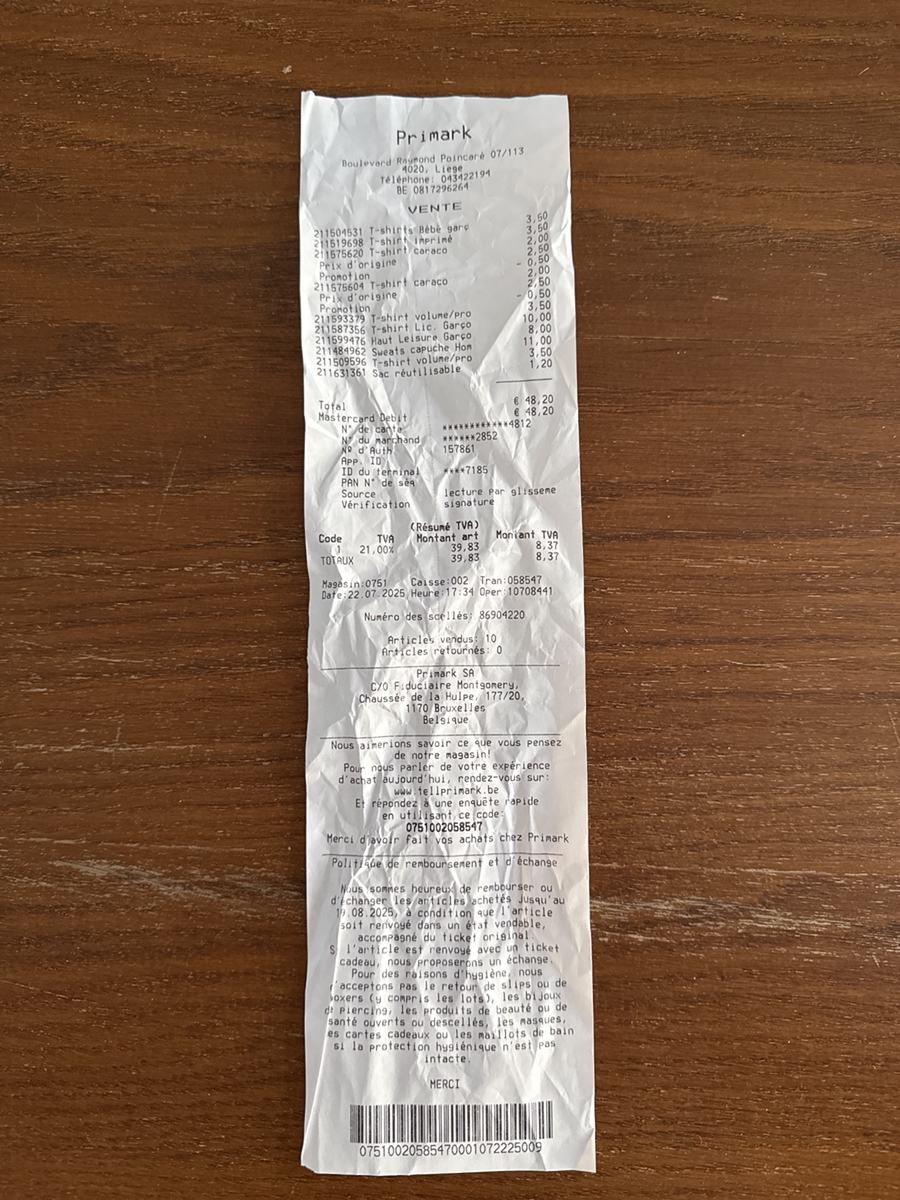 Primark
Boulevard Raymond Poincaré 07/113
4020, Liege
Téléphone: 043422194
BE 0817296264
VENTE
211504531 T-shirts Bébé garç 3,50
211519698 T-shirt imprimé 3,50
211575620 T-shirt caraco 2,00
Prix d'origine 2,50
Promotion - 0,50
211575604 T-shirt caraco 2,00
Prix d'origine 2,50
Promotion - 0,50
211593379 T-shirt volume/pro 3,50
211587356 T-shirt Lic. Garço 10,00
211599476 Haut Leisure Garço 8,00
211484962 Sweats capuche Hom 11,00
211509596 T-shirt volume/pro 3,50
211631361 Sac réutilisable 1,20
Total € 48,20
Mastercard Debit € 48,20
N° de carte ************4812
N° du marchand ******2852
Nº d'Auth 157861
App. ID
ID du terminal ****7185
PAN N° de séq
Source lecture par glisseme
Vérification signature
(Résumé TVA)
Code TVA Montant art Montant TVA
1 21,00% 39,83 8,37
TOTAUX 39,83 8,37
Magasin:0751 Caisse:002 Tran:058547
Date:22.07.2025 Heure:17:34 Oper:10708441
Numéro des scellés: 86904220
Articles vendus: 10
Articles retournés: 0
Primark SA
C/O Fiduciaire Montgomery,
Chaussée de la Hulpe, 177/20,
1170 Bruxelles
Belgique
Nous aimerions savoir ce que vous pensez
de notre magasin!
Pour nous parler de votre expérience
d'achat aujourd'hui, rendez-vous sur:
www.tellprimark.be
Et répondez à une enquête rapide
en utilisant ce code:
0751002058547
Merci d'avoir fait vos achats chez Primark
Politique de remboursement et d'échange
Nous sommes heureux de rembourser ou
d'échanger les articles achetés jusqu'au
19.08.2025, à condition que l'article
soit renvoyé dans un état vendable,
accompagné du ticket original.
Si l'article est renvoyé avec un ticket
cadeau, nous proposerons un échange.
Pour des raisons d'hygiène, nous
n'acceptons pas le retour de slips ou de
boxers (y compris les lots), les bijoux
de piercing, les produits de beauté ou de
santé ouverts ou descellés, les masques,
les cartes cadeaux ou les maillots de bain
si la protection hygiénique n'est pas
intacte.
MERCI
07510020585470001072225009